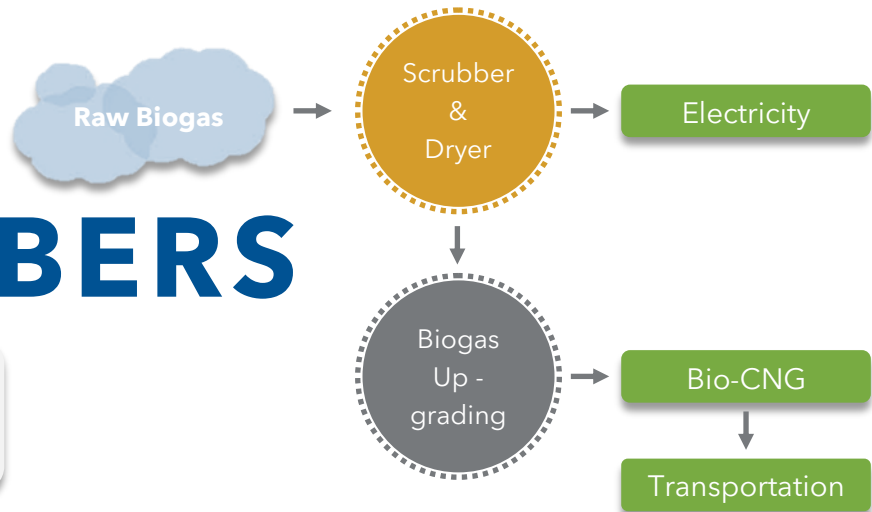 Raw Biogas
Scrubber
&
Dryer
Electricity
BERS
Biogas
Up -
grading
Bio-CNG
Transportation